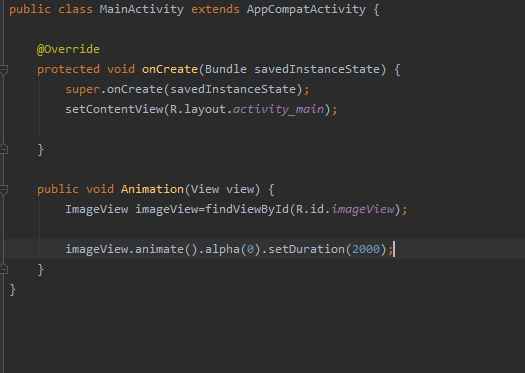 public class MainActivity extends AppCompatActivity {
@Override
protected void onCreate(Bundle savedInstanceState) {
super.onCreate(savedInstanceState);
setContentView(R.layout.activity_main);
}
public void Animation(View view) {
ImageView imageView=findViewById(R.id.imageView);
imageView.animate().alpha(0).setDuration(2000);
}
}